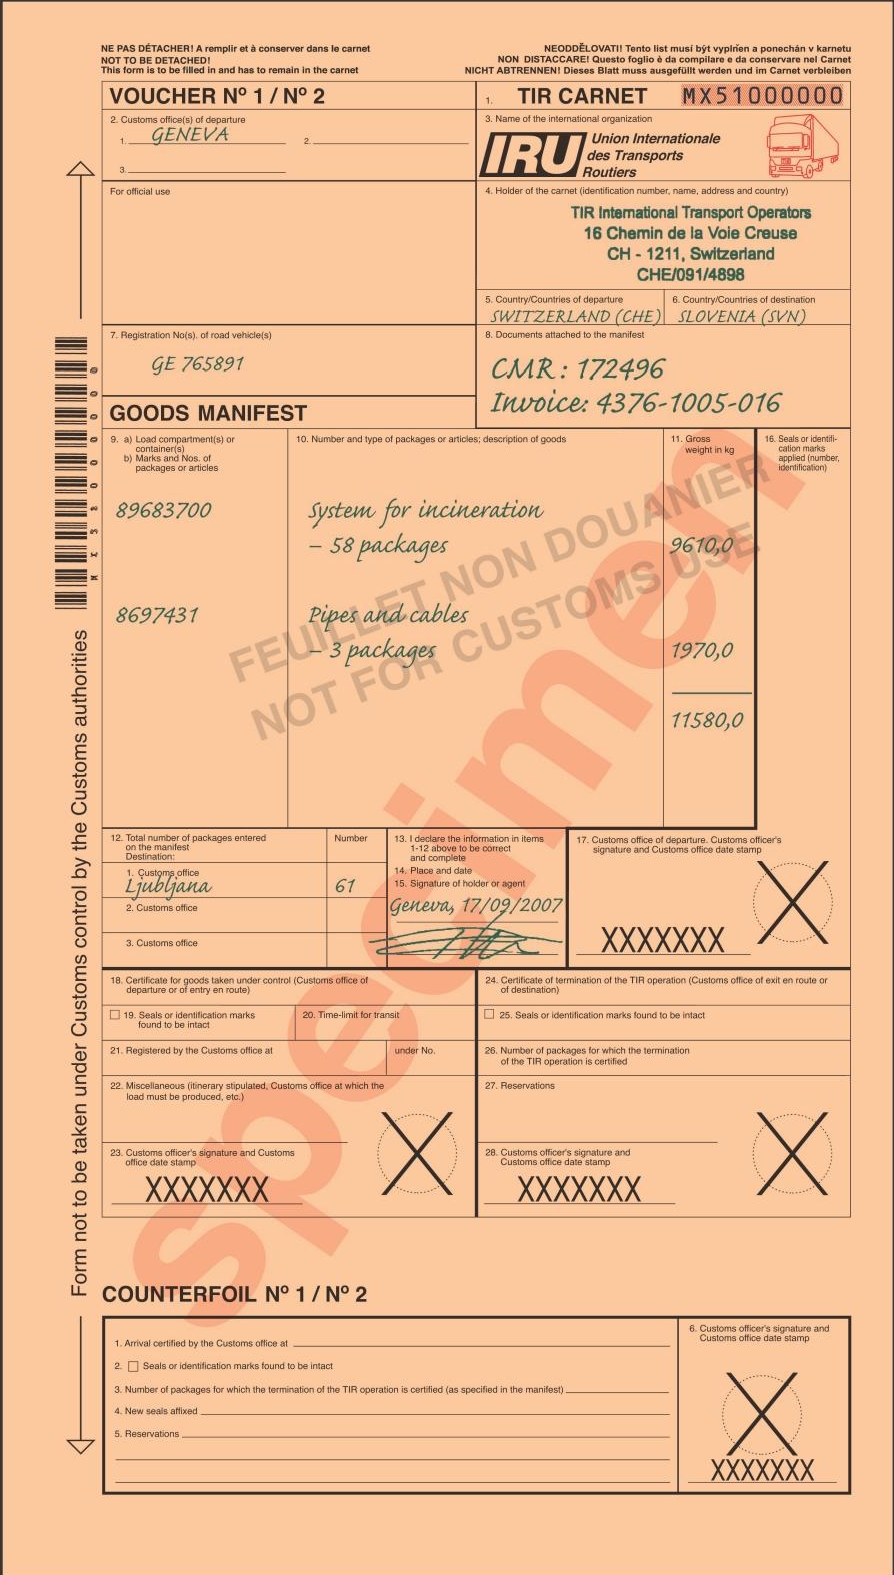 NE PAS DÉTACHER! A remplir et à conserver dans le carnet
NOT TO BE DETACHED!
This form is to be filled in and has to remain in the carnet
NEODDĚLOVATI! Tento list musí být vyplněn a ponechán v karnetu
NON DISTACCARE! Questo foglio è da compilare e da conservare nel Carnet
NICHT ABTRENNEN! Dieses Blatt muss ausgefüllt werden und im Carnet verbleiben
VOUCHER Nº 1 / Nº 2
1. TIR CARNET MX51000000
2. Customs office(s) of departure
1. GENEVA 2.
3.
3. Name of the international organization
IRU Union Internationale
des Transports
Routiers
For official use
4. Holder of the carnet (identification number, name, address and country)
TIR International Transport Operators
16 Chemin de la Voie Creuse
CH - 1211, Switzerland
CHE/091/4898
5. Country/Countries of departure
SWITZERLAND (CHE)
6. Country/Countries of destination
SLOVENIA (SVN)
7. Registration No(s). of road vehicle(s)
GE 765891
8. Documents attached to the manifest
CMR : 172496
Invoice: 4376-1005-016
GOODS MANIFEST
9. a) Load compartment(s) or
container(s)
b) Marks and Nos. of
packages or articles
10. Number and type of packages or articles; description of goods
11. Gross
weight in kg
16. Seals or identifi-
cation marks
applied (number,
identification)
89683700 System for incineration
– 58 packages 9610,0
8697431 Pipes and cables
– 3 packages 1970,0
11580,0
FEUILLET NON DOUANIER
NOT FOR CUSTOMS USE
specimen
Form not to be taken under Customs control by the Customs authorities
12. Total number of packages entered
on the manifest
Destination:
Number
1. Customs office
Ljubljana 61
2. Customs office
3. Customs office
13. I declare the information in items
1-12 above to be correct
and complete
14. Place and date
15. Signature of holder or agent
Geneva, 17/09/2007
17. Customs office of departure. Customs officer's
signature and Customs office date stamp
XXXXXXX
18. Certificate for goods taken under control (Customs office of
departure or of entry en route)
19. Seals or identification marks
found to be intact
20. Time-limit for transit
21. Registered by the Customs office at under No.
22. Miscellaneous (itinerary stipulated, Customs office at which the
load must be produced, etc.)
23. Customs officer's signature and Customs
office date stamp
XXXXXXX
24. Certificate of termination of the TIR operation (Customs office of exit en route or
of destination)
25. Seals or identification marks found to be intact
26. Number of packages for which the termination
of the TIR operation is certified
27. Reservations
28. Customs officer's signature and
Customs office date stamp
XXXXXXX
COUNTERFOIL Nº 1 / Nº 2
1. Arrival certified by the Customs office at
2. Seals or identification marks found to be intact
3. Number of packages for which the termination of the TIR operation is certified (as specified in the manifest)
4. New seals affixed
5. Reservations
6. Customs officer's signature and
Customs office date stamp
XXXXXXX